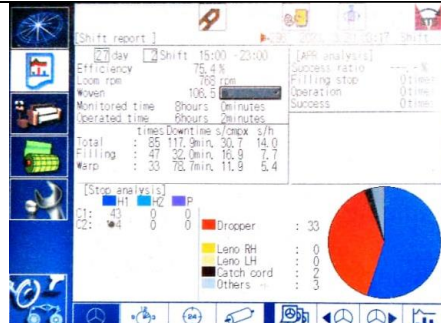 [Shift report ]
27 day 2 Shift 15:00 -23:00
Efficiency 75.4 %
Loom rpm 768 rpm
Woven 106.5
Monitored time 8hours 0minutes
Operated time 6hours 2minutes
[APR analysis]
Success ratio ---.- %
Filling stop 0times
Operation 0times
Success 0times
times Downtime s/cmpx s/h
Total : 85 117.9min. 30.7 14.0
Filling : 47 32.0min. 16.9 7.7
Warp : 33 78.7min. 11.9 5.4
[Stop analysis]
H1 H2 P
C1: 43 0 0
C2: 4 0 0
Dropper : 33
Leno RH : 0
Leno LH : 0
Catch cord : 2
Others : 3
24